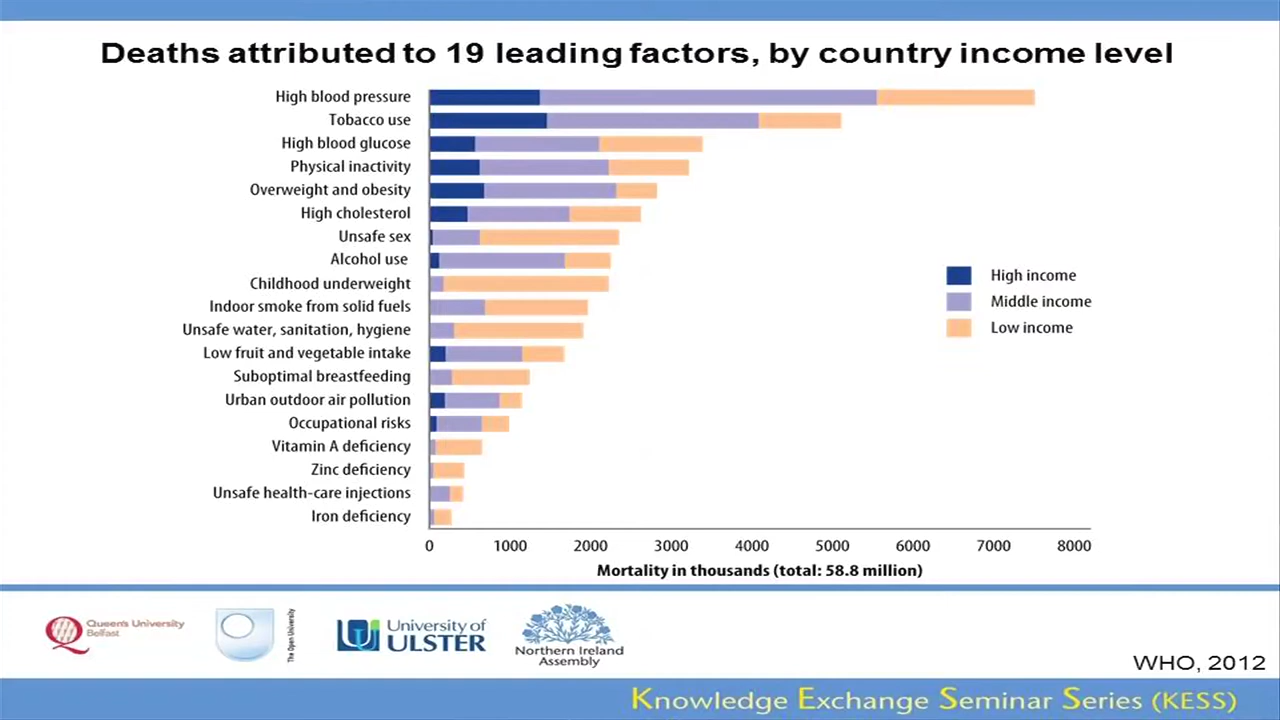 Deaths attributed to 19 leading factors, by country income level
High blood pressure
Tobacco use
High blood glucose
Physical inactivity
Overweight and obesity
High cholesterol
Unsafe sex
Alcohol use
Childhood underweight
Indoor smoke from solid fuels
Unsafe water, sanitation, hygiene
Low fruit and vegetable intake
Suboptimal breastfeeding
Urban outdoor air pollution
Occupational risks
Vitamin A deficiency
Zinc deficiency
Unsafe health-care injections
Iron deficiency
High income
Middle income
Low income
0 1000 2000 3000 4000 5000 6000 7000 8000
Mortality in thousands (total: 58.8 million)
Queen's University
Belfast
The Open University
University of
ULSTER
Northern Ireland
Assembly
WHO, 2012
Knowledge Exchange Seminar Series (KESS)